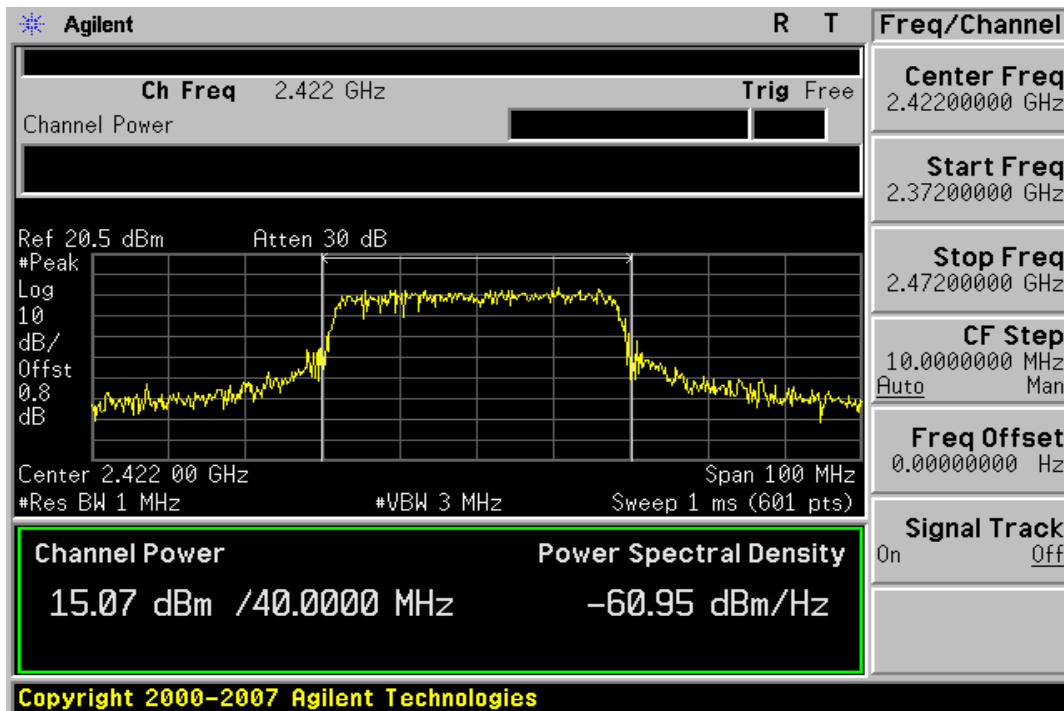 Agilent R T Freq/Channel
Ch Freq 2.422 GHz Trig Free
Channel Power
Center Freq
2.42200000 GHz
Start Freq
2.37200000 GHz
Stop Freq
2.47200000 GHz
CF Step
10.0000000 MHz
Auto Man
Freq Offset
0.00000000 Hz
Signal Track
On Off
Ref 20.5 dBm Atten 30 dB
#Peak
Log
10
dB/
Offst
0.8
dB
Center 2.422 00 GHz Span 100 MHz
#Res BW 1 MHz #VBW 3 MHz Sweep 1 ms (601 pts)
Channel Power Power Spectral Density
15.07 dBm /40.0000 MHz -60.95 dBm/Hz
Copyright 2000-2007 Agilent Technologies